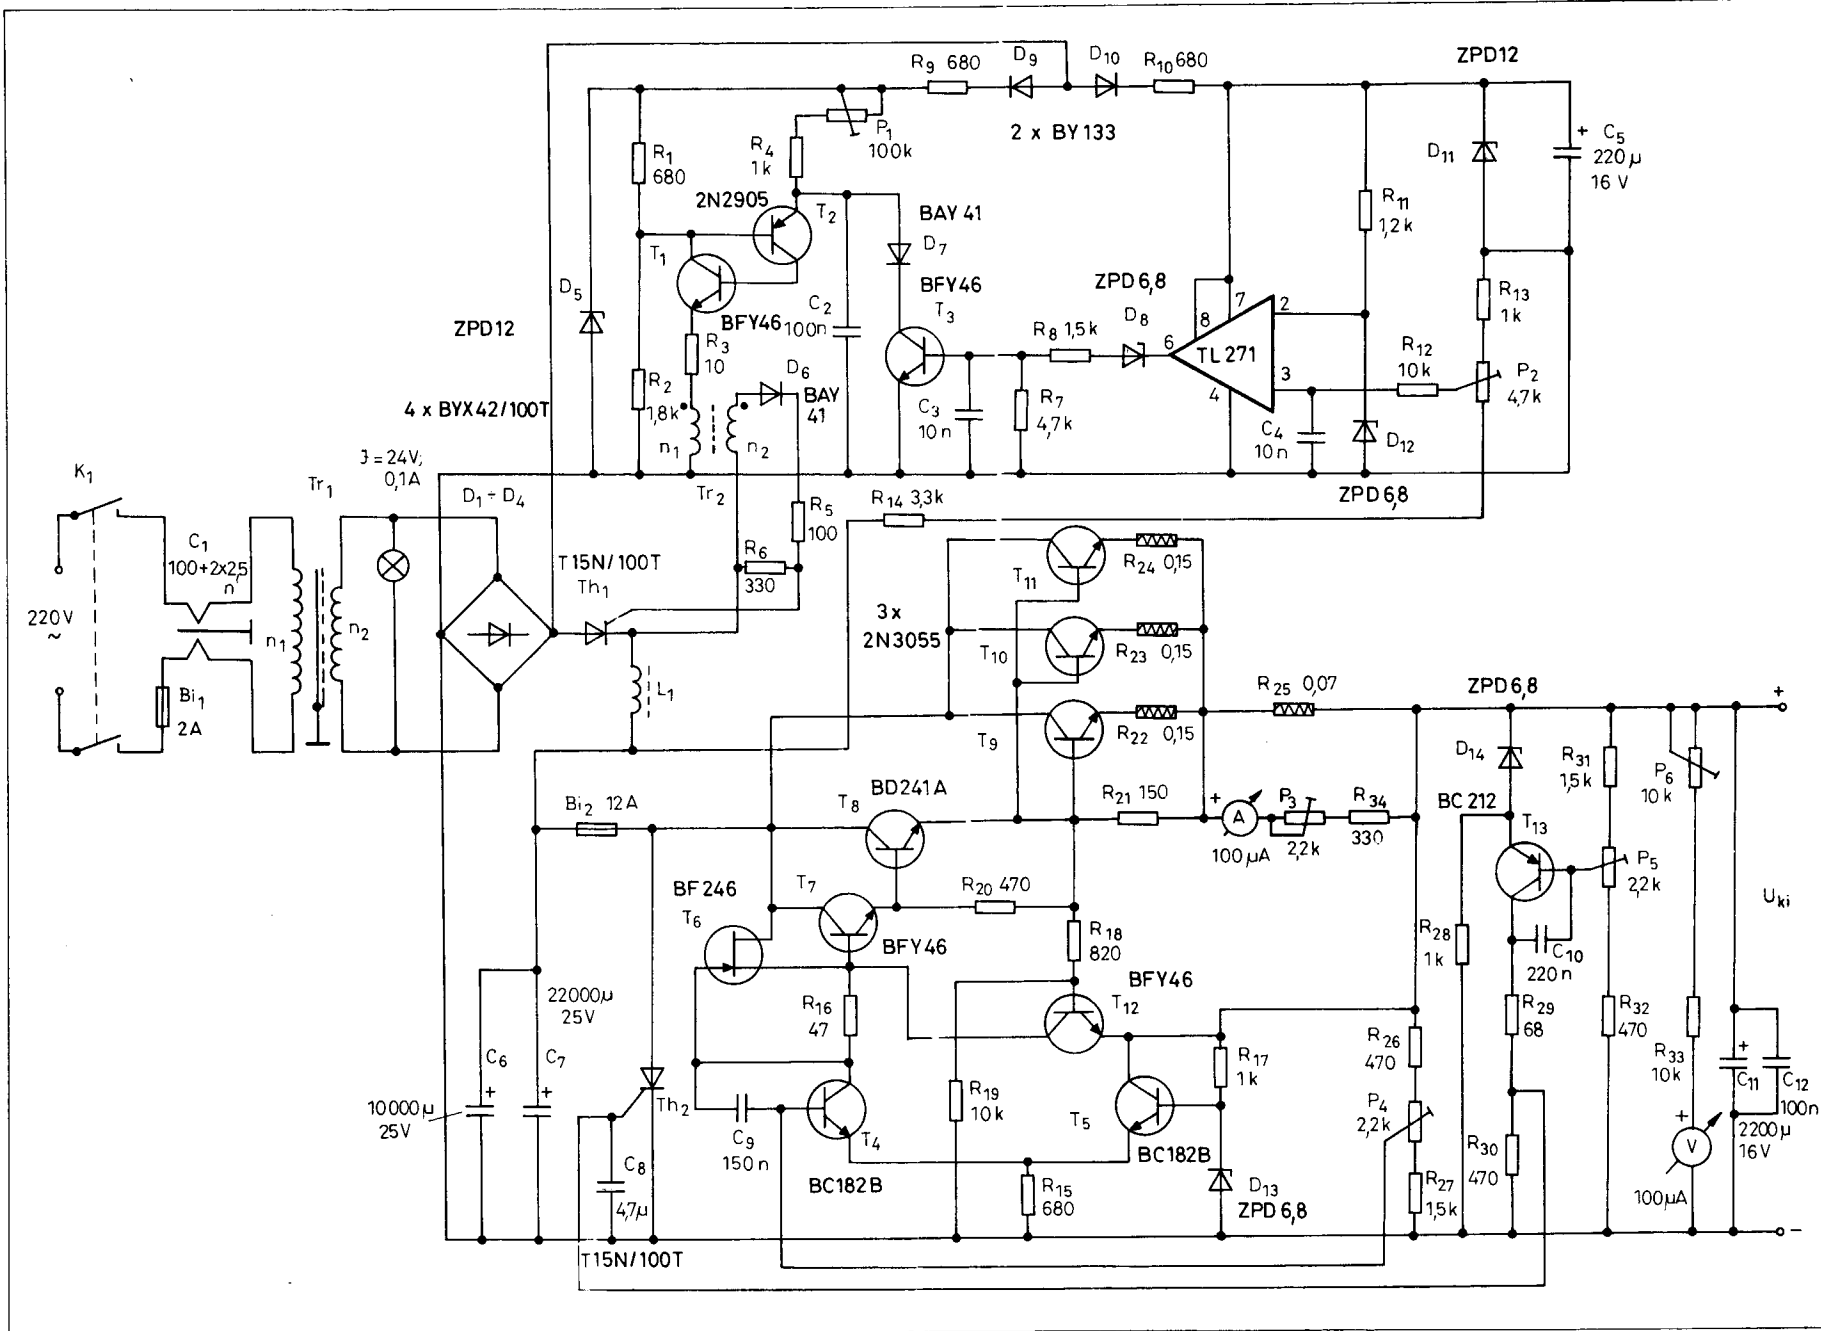 R9 680
D9
D10
R10 680
ZPD12
P1
100k
2 x BY133
R4
1k
R1
680
D11
+
C5
220µ
16 V
2N2905
T2
BAY 41
D7
R11
1,2k
T1
D5
BFY46
C2
100n
BFY46
T3
ZPD 6,8
D8
7
8
2
R13
1k
ZPD12
R3
10
R8 1,5k
6
TL271
3
4
R12
10k
P2
4,7k
R2
1,8k
D6
BAY
41
4 x BYX42/100T
n1
n2
C3
10n
R7
4,7k
C4
10n
D12
J=24V;
0,1A
K1
Tr1
D1 ÷ D4
Tr2
R14 3,3k
ZPD 6,8
R5
100
C1
100+2x2,5
n
T15N/100T
Th1
R6
330
R24 0,15
T11
220V
~
n1
n2
3 x
2N3055
T10
R23 0,15
Bi1
2A
L1
R25 0,07
ZPD 6,8
+
T9
R22 0,15
D14
R31
1,5k
P6
10k
BD241A
T8
Bi2 12A
R21 150
+
A
100µA
P3
2,2k
R34
330
BC 212
T13
P5
2,2k
BF246
T6
T7
R20 470
Uki
BFY46
R18
820
R28
1k
C10
220n
22000µ
25V
R16
47
BFY46
T12
R29
68
R32
470
C6
C7
+
+
R26
470
R17
1k
R33
10k
+
C11
C12
100n
10000µ
25V
Th2
R19
10k
P4
2,2k
+
V
2200µ
16V
C9
150n
T4
T5
BC182B
BC182B
R30
470
C8
4,7µ
R15
680
D13
ZPD 6,8
R27
1,5k
100µA
−
T15N/100T